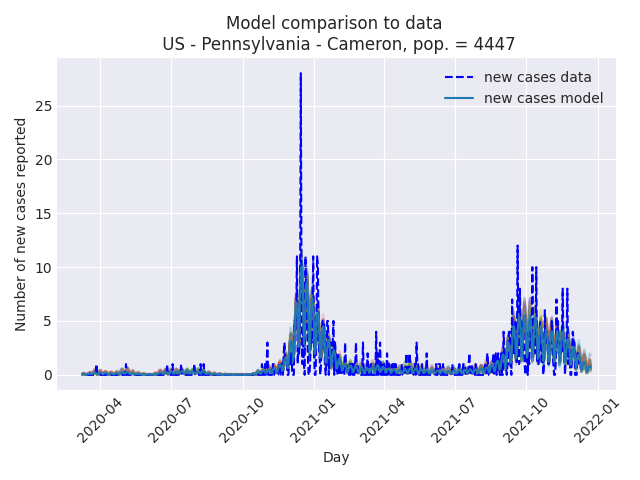 Model comparison to data
US - Pennsylvania - Cameron, pop. = 4447
new cases data
new cases model
Number of new cases reported
25
20
15
10
5
0
2020-04
2020-07
2020-10
2021-01
2021-04
2021-07
2021-10
2022-01
Day